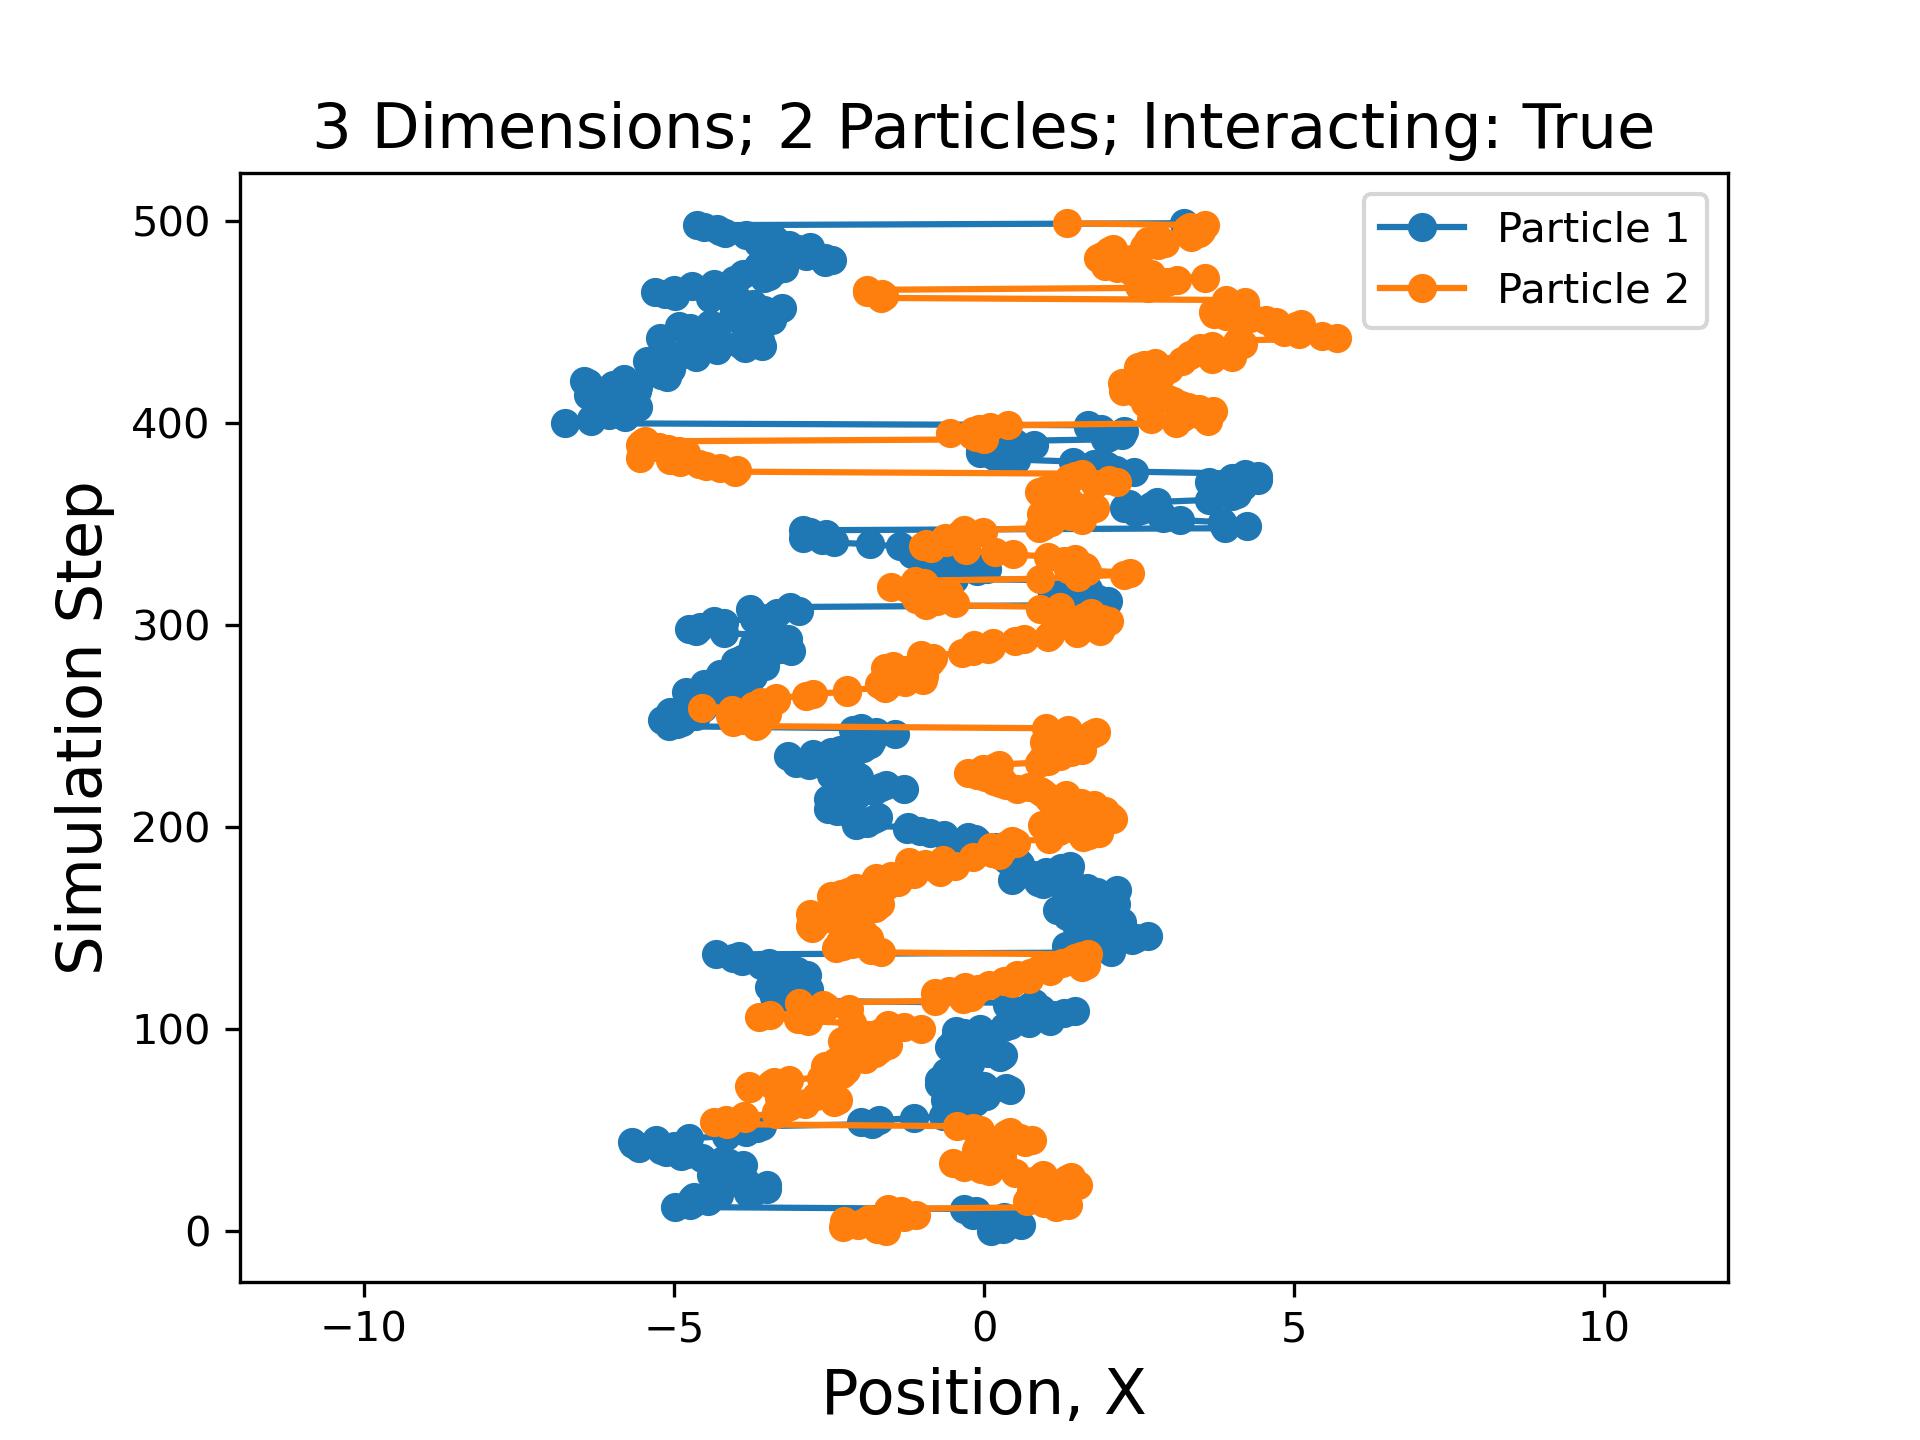 3 Dimensions; 2 Particles; Interacting: True
Particle 1
Particle 2
500
400
300
200
100
0
Simulation Step
−10
−5
0
5
10
Position, X